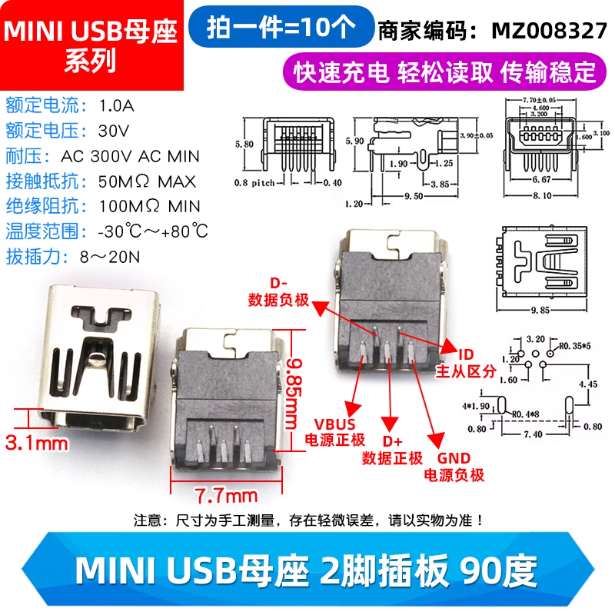 MINI USB母座
系列
拍一件=10个
商家编码：MZ008327
快速充电 轻松读取 传输稳定
额定电流：1.0A
额定电压：30V
耐压：AC 300V AC MIN
接触抵抗：50MΩ MAX
绝缘阻抗：100MΩ MIN
温度范围：-30℃～+80℃
拔插力：8～20N
5.80
0.8 pitch
0.40
3.90±0.05
1.90
1.25
3.85
1.20
9.50
7.70±0.05
4.600
3.200
1.600
3.100
6.67
8.10
9.85
D-
数据负极
ID
主从区分
VBUS
电源正极
D+
数据正极
GND
电源负极
3.1mm
9.85mm
7.7mm
3.20
R0.35*5
1.20
1.60
4.45
4*1.90
R0.4*8
0.80
7.40
0.80
注意：尺寸为手工测量，存在轻微误差，请以实物为准！
MINI USB母座 2脚插板 90度